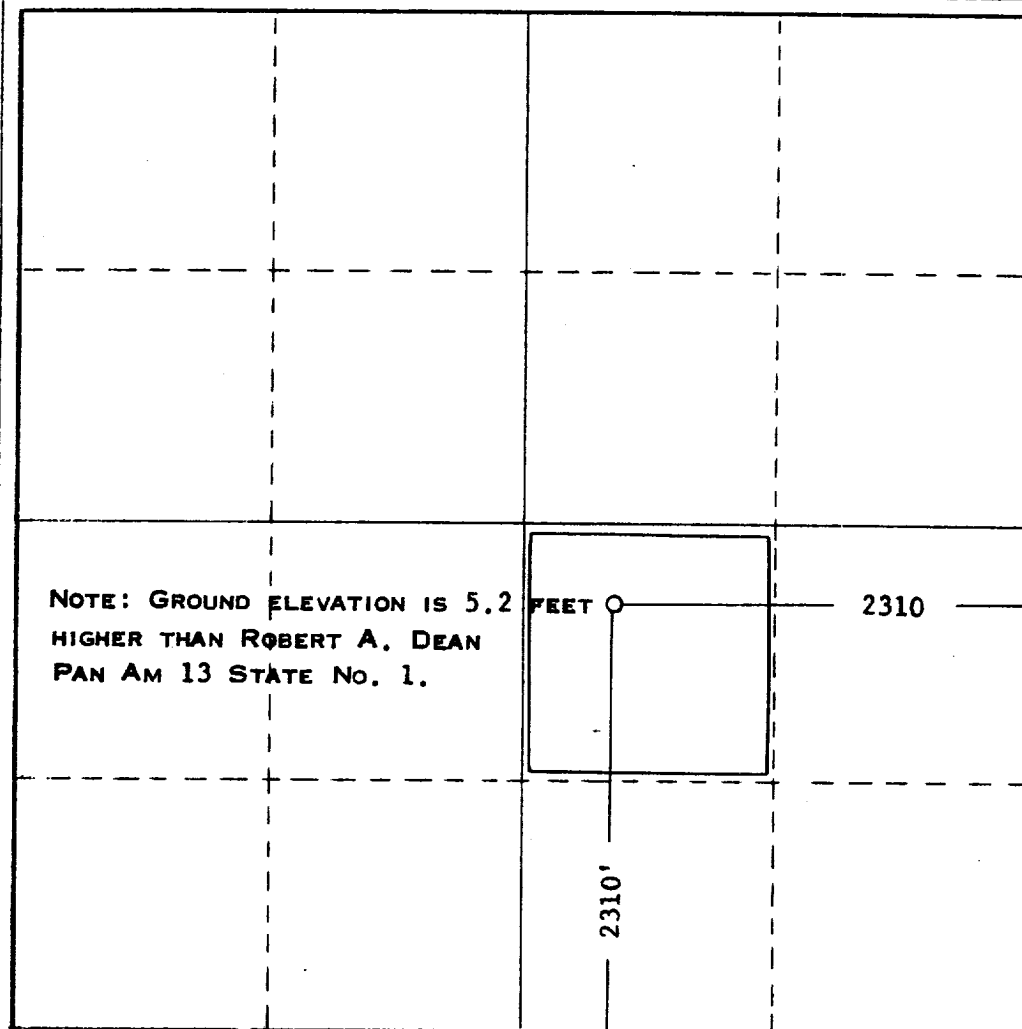 NOTE: GROUND ELEVATION IS 5.2 FEET
HIGHER THAN ROBERT A. DEAN
PAN AM 13 STATE NO. 1.
2310
2310'